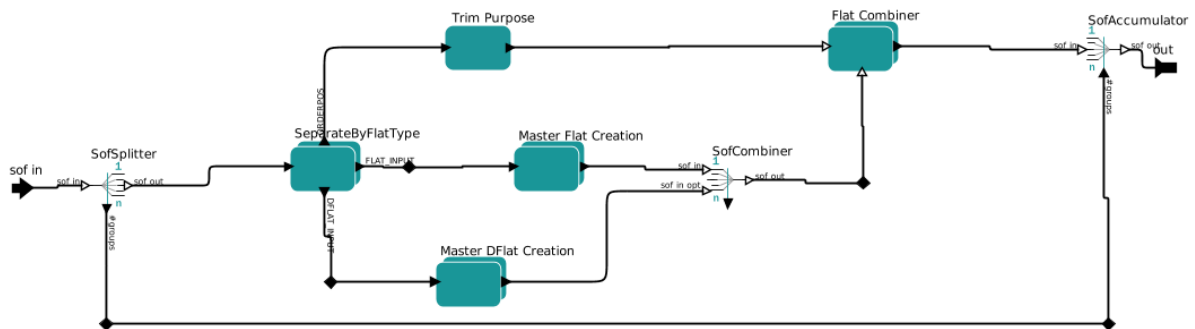 Trim Purpose
Flat Combiner
SofAccumulator
1
sof in
sof out
out
n
#groups
SeparateByFlatType
FLAT_INPUT
DFLAT_INPUT
Master Flat Creation
SofCombiner
1
sof in
sof in opt
sof out
n
sof in
SofSplitter
1
sof in
sof out
n
#groups
Master DFlat Creation